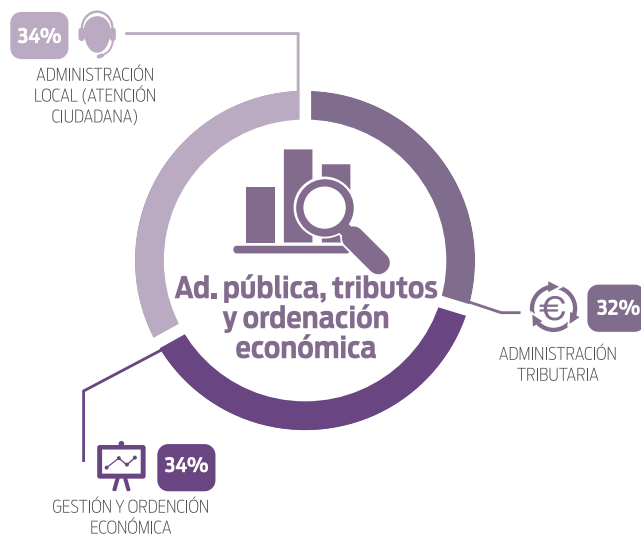 34%
ADMINISTRACIÓN
LOCAL (ATENCIÓN
CIUDADANA)
Ad. pública, tributos
y ordenación
económica
€ 32%
ADMINISTRACIÓN
TRIBUTARIA
34%
GESTIÓN Y ORDENCIÓN
ECONÓMICA